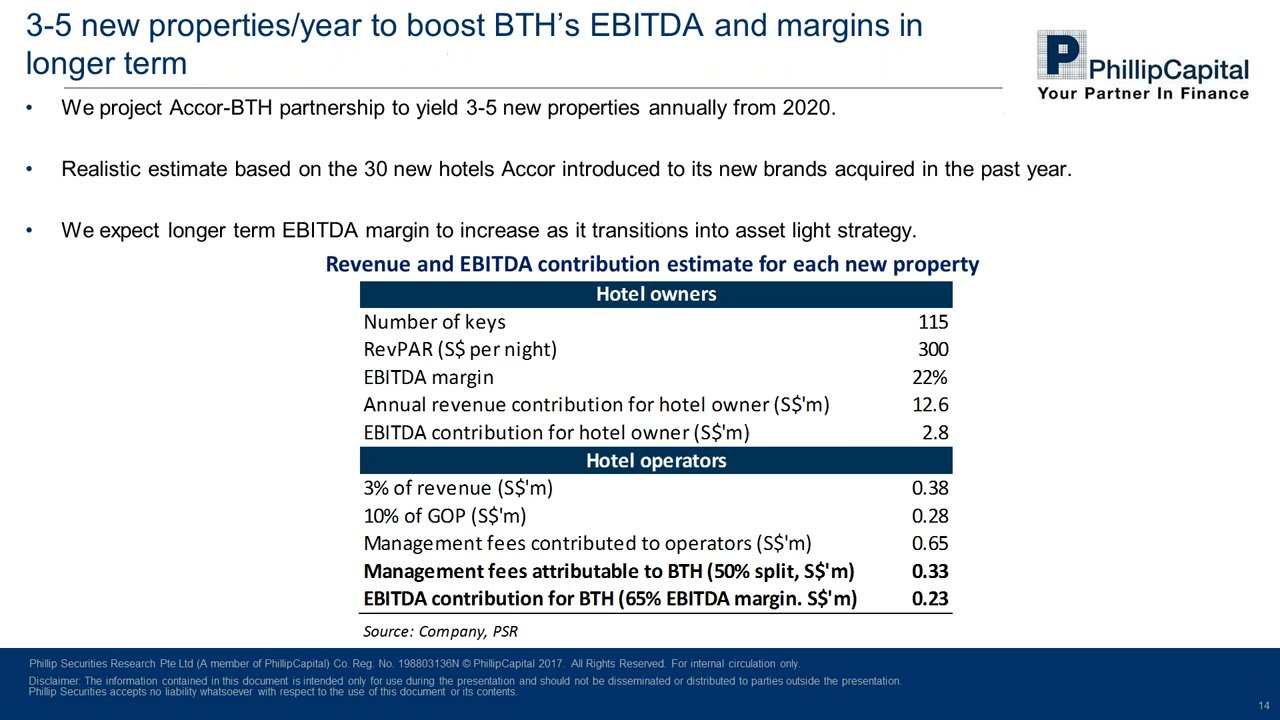 3-5 new properties/year to boost BTH's EBITDA and margins in
longer term
P PhillipCapital
Your Partner In Finance
• We project Accor-BTH partnership to yield 3-5 new properties annually from 2020.
• Realistic estimate based on the 30 new hotels Accor introduced to its new brands acquired in the past year.
• We expect longer term EBITDA margin to increase as it transitions into asset light strategy.
Revenue and EBITDA contribution estimate for each new property
Hotel owners
Number of keys 115
RevPAR (S$ per night) 300
EBITDA margin 22%
Annual revenue contribution for hotel owner (S$'m) 12.6
EBITDA contribution for hotel owner (S$'m) 2.8
Hotel operators
3% of revenue (S$'m) 0.38
10% of GOP (S$'m) 0.28
Management fees contributed to operators (S$'m) 0.65
Management fees attributable to BTH (50% split, S$'m) 0.33
EBITDA contribution for BTH (65% EBITDA margin. S$'m) 0.23
Source: Company, PSR
Phillip Securities Research Pte Ltd (A member of PhillipCapital) Co. Reg. No. 198803136N © PhillipCapital 2017. All Rights Reserved. For internal circulation only.
Disclaimer: The information contained in this document is intended only for use during the presentation and should not be disseminated or distributed to parties outside the presentation.
Phillip Securities accepts no liability whatsoever with respect to the use of this document or its contents.
14